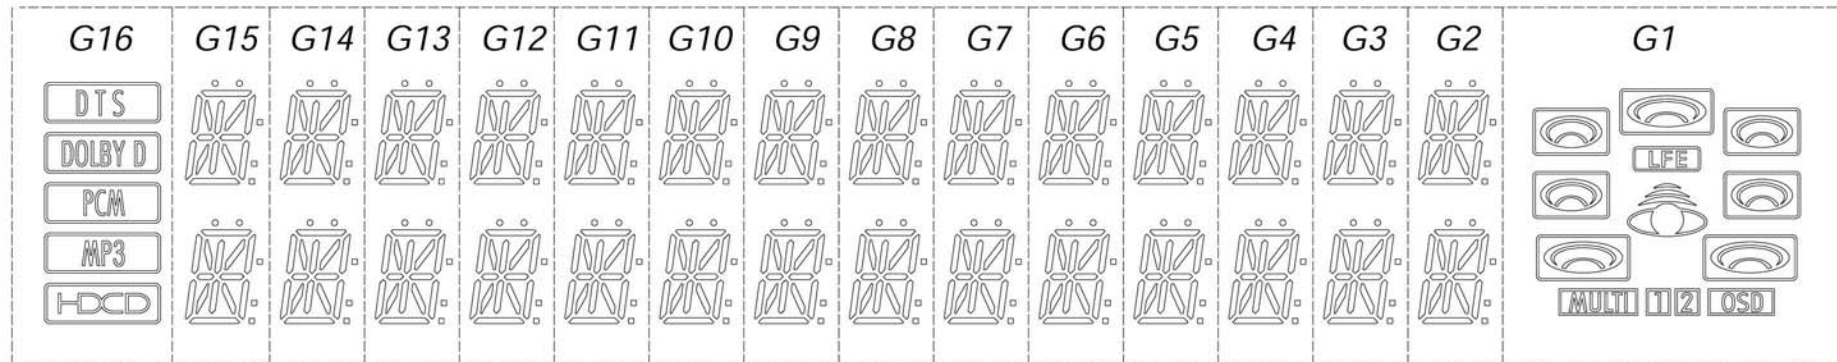 G16 G15 G14 G13 G12 G11 G10 G9 G8 G7 G6 G5 G4 G3 G2 G1
DTS
DOLBY D
PCM
MP3
HDCD
LFE
MULTI 1 2 OSD